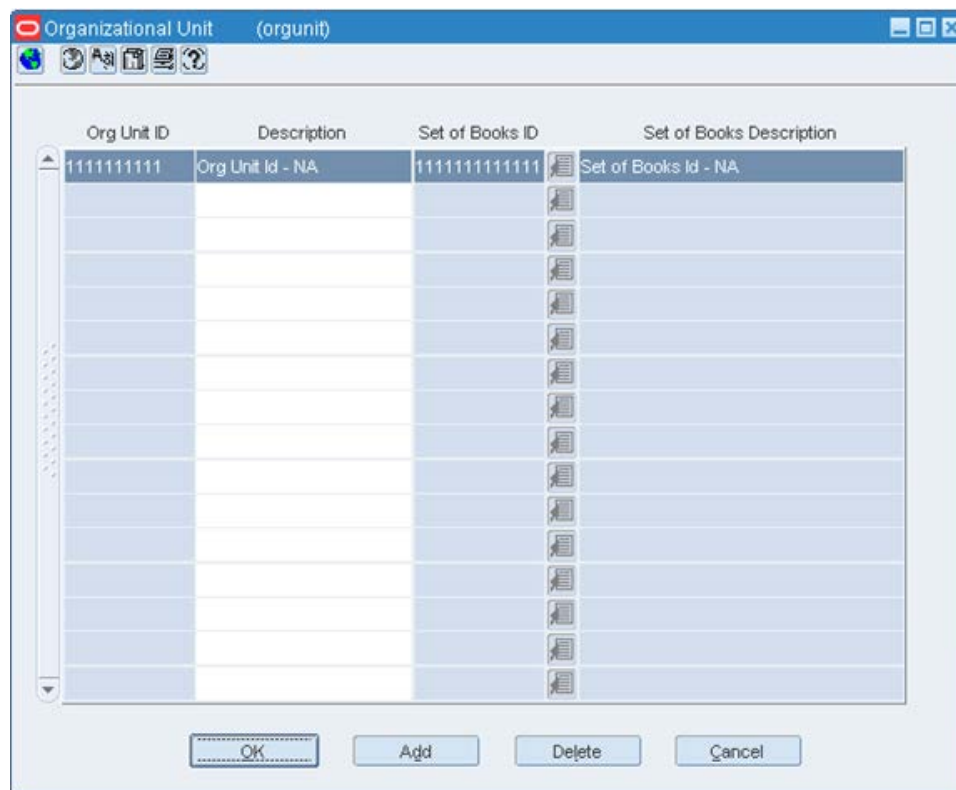 Organizational Unit (orgunit)
Org Unit ID Description Set of Books ID Set of Books Description
1111111111 Org Unit Id - NA 1111111111111 Set of Books Id - NA
OK Add Delete Cancel